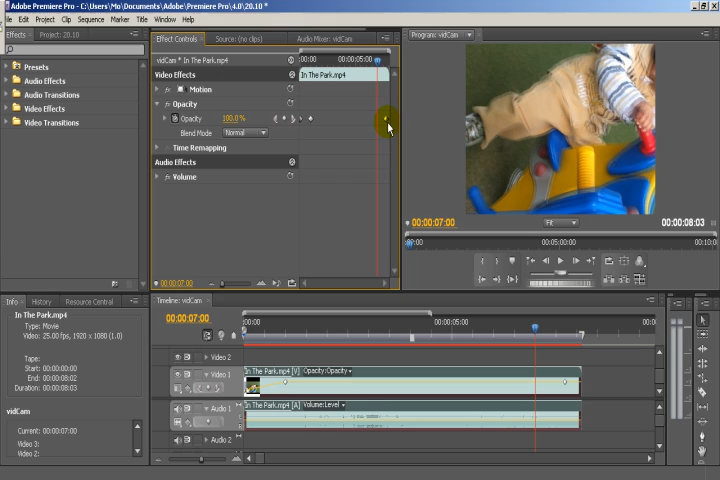 Adobe Premiere Pro - C:\Users\Mo\Documents\Adobe\Premiere Pro\4.0\20.10 *
File Edit Project Clip Sequence Marker Title Window Help
Effects × Project: 20.10
Presets
Audio Effects
Audio Transitions
Video Effects
Video Transitions
Effect Controls × Source: (no clips) Audio Mixer: vidCam
vidCam * In The Park.mp4
:00:00 00:00:05:00
Video Effects
In The Park.mp4
fx Motion
fx Opacity
Opacity 100.0 %
Blend Mode Normal
Time Remapping
Audio Effects
fx Volume
00:00:07:00
Program: vidCam ×
00:00:07:00 Fit 00:00:08:03
00:00 00:05:00:00 00:10:0
Info × History Resource Central
In The Park.mp4
Type: Movie
Video: 25.00 fps, 1920 x 1080 (1.0)
Tape:
Start: 00:00:00:00
End: 00:00:08:02
Duration: 00:00:08:03
vidCam
Current: 00:00:07:00
Video 3:
Video 2:
Timeline: vidCam ×
00:00:07:00
:00:00 00:00:05:00 00:0
Video 2
Video 1
In The Park.mp4 [V] Opacity:Opacity
Audio 1
In The Park.mp4 [A] Volume:Level
Audio 2